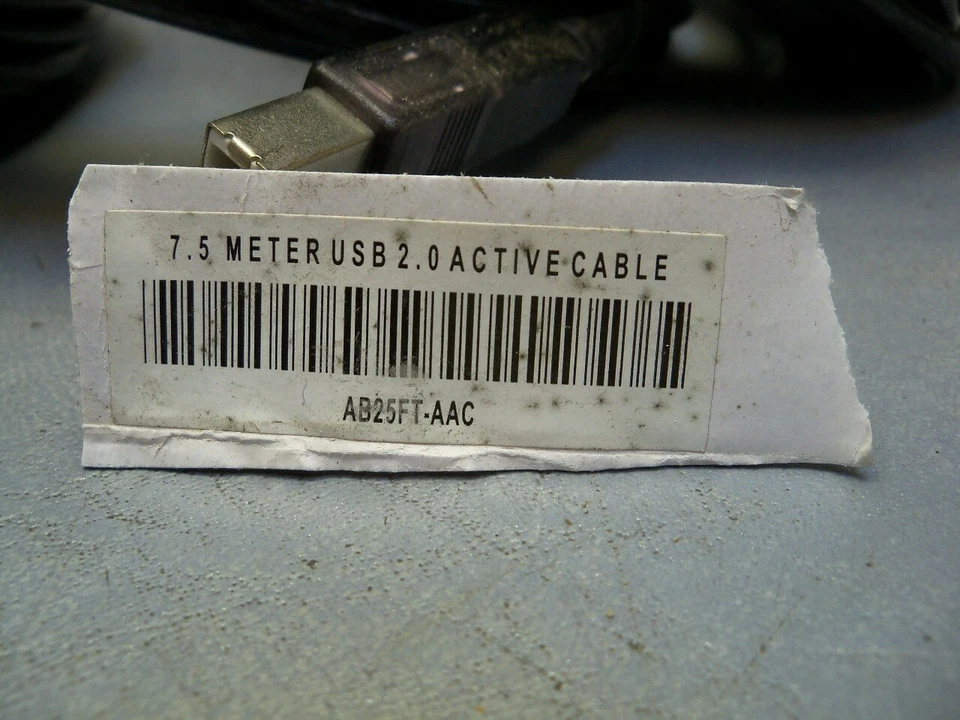 7.5 METER USB 2.0 ACTIVE CABLE
AB25FT-AAC